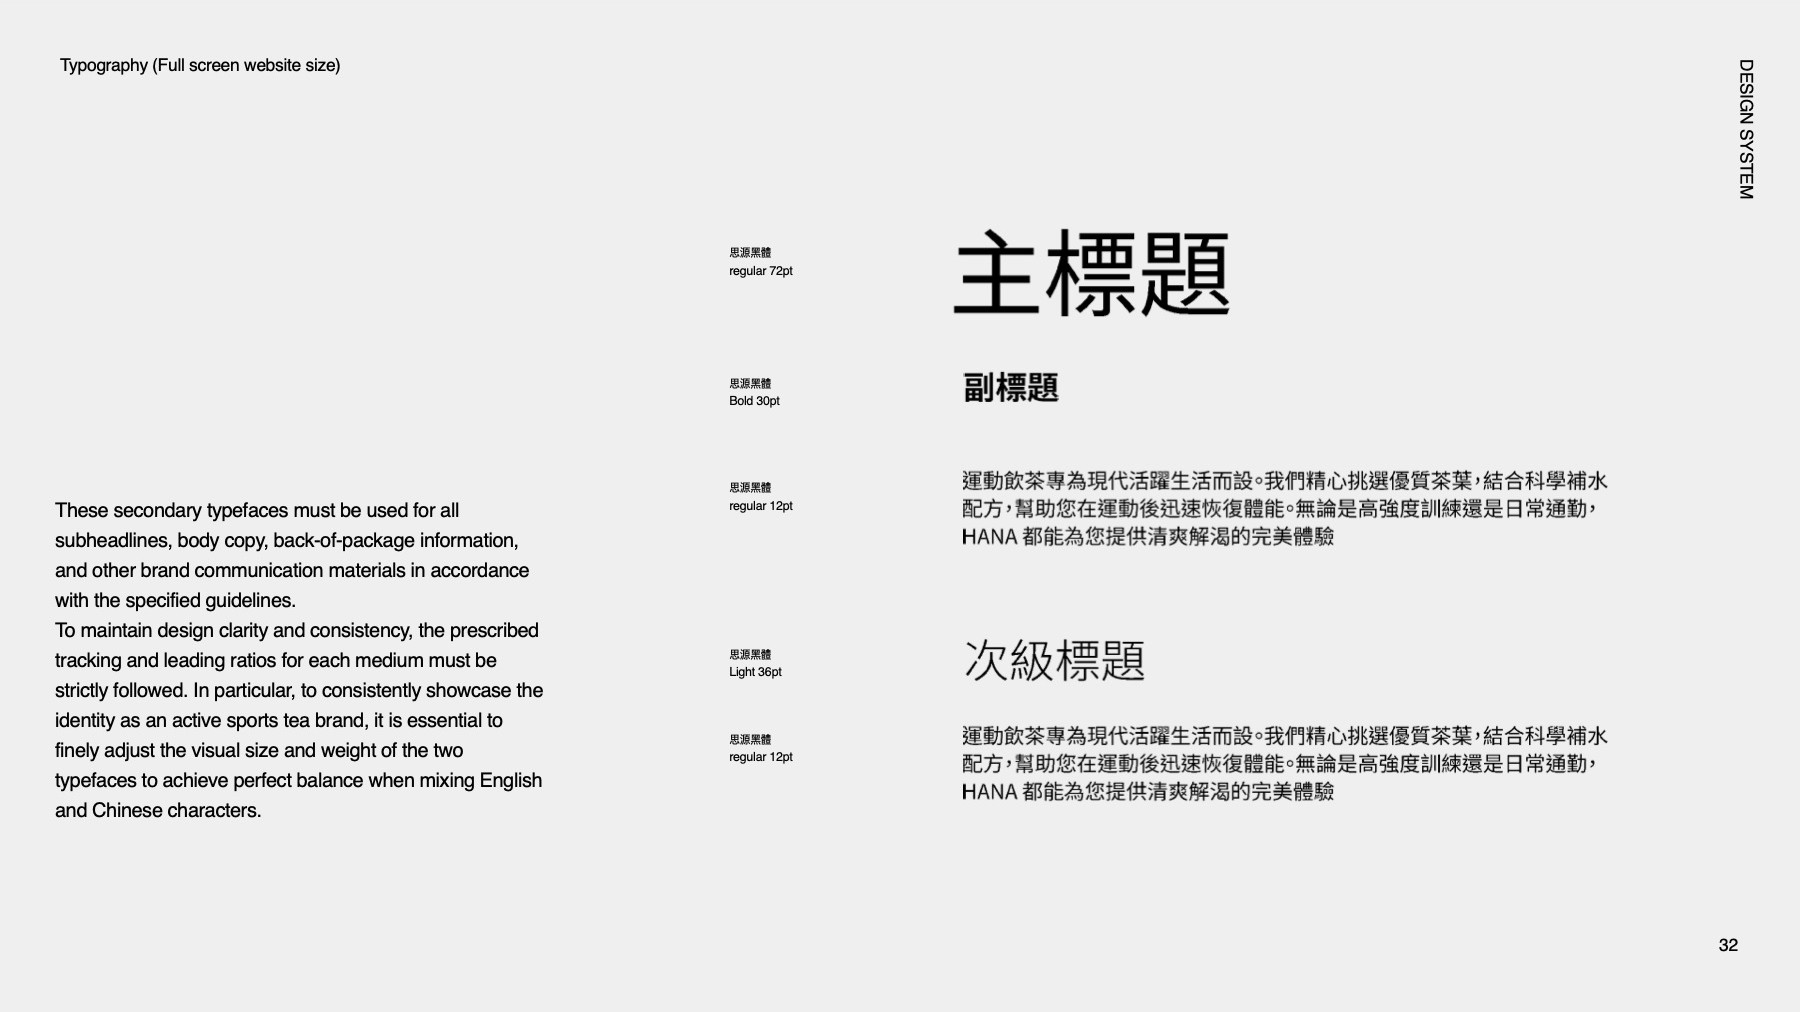 Typography (Full screen website size)
DESIGN SYSTEM
思源黑體
regular 72pt
主標題
思源黑體
Bold 30pt
副標題
思源黑體
regular 12pt
運動飲茶專為現代活躍生活而設。我們精心挑選優質茶葉，結合科學補水
配方，幫助您在運動後迅速恢復體能。無論是高強度訓練還是日常通勤，
HANA 都能為您提供清爽解渴的完美體驗
These secondary typefaces must be used for all
subheadlines, body copy, back-of-package information,
and other brand communication materials in accordance
with the specified guidelines.
To maintain design clarity and consistency, the prescribed
tracking and leading ratios for each medium must be
strictly followed. In particular, to consistently showcase the
identity as an active sports tea brand, it is essential to
finely adjust the visual size and weight of the two
typefaces to achieve perfect balance when mixing English
and Chinese characters.
思源黑體
Light 36pt
次級標題
思源黑體
regular 12pt
運動飲茶專為現代活躍生活而設。我們精心挑選優質茶葉，結合科學補水
配方，幫助您在運動後迅速恢復體能。無論是高強度訓練還是日常通勤，
HANA 都能為您提供清爽解渴的完美體驗
32